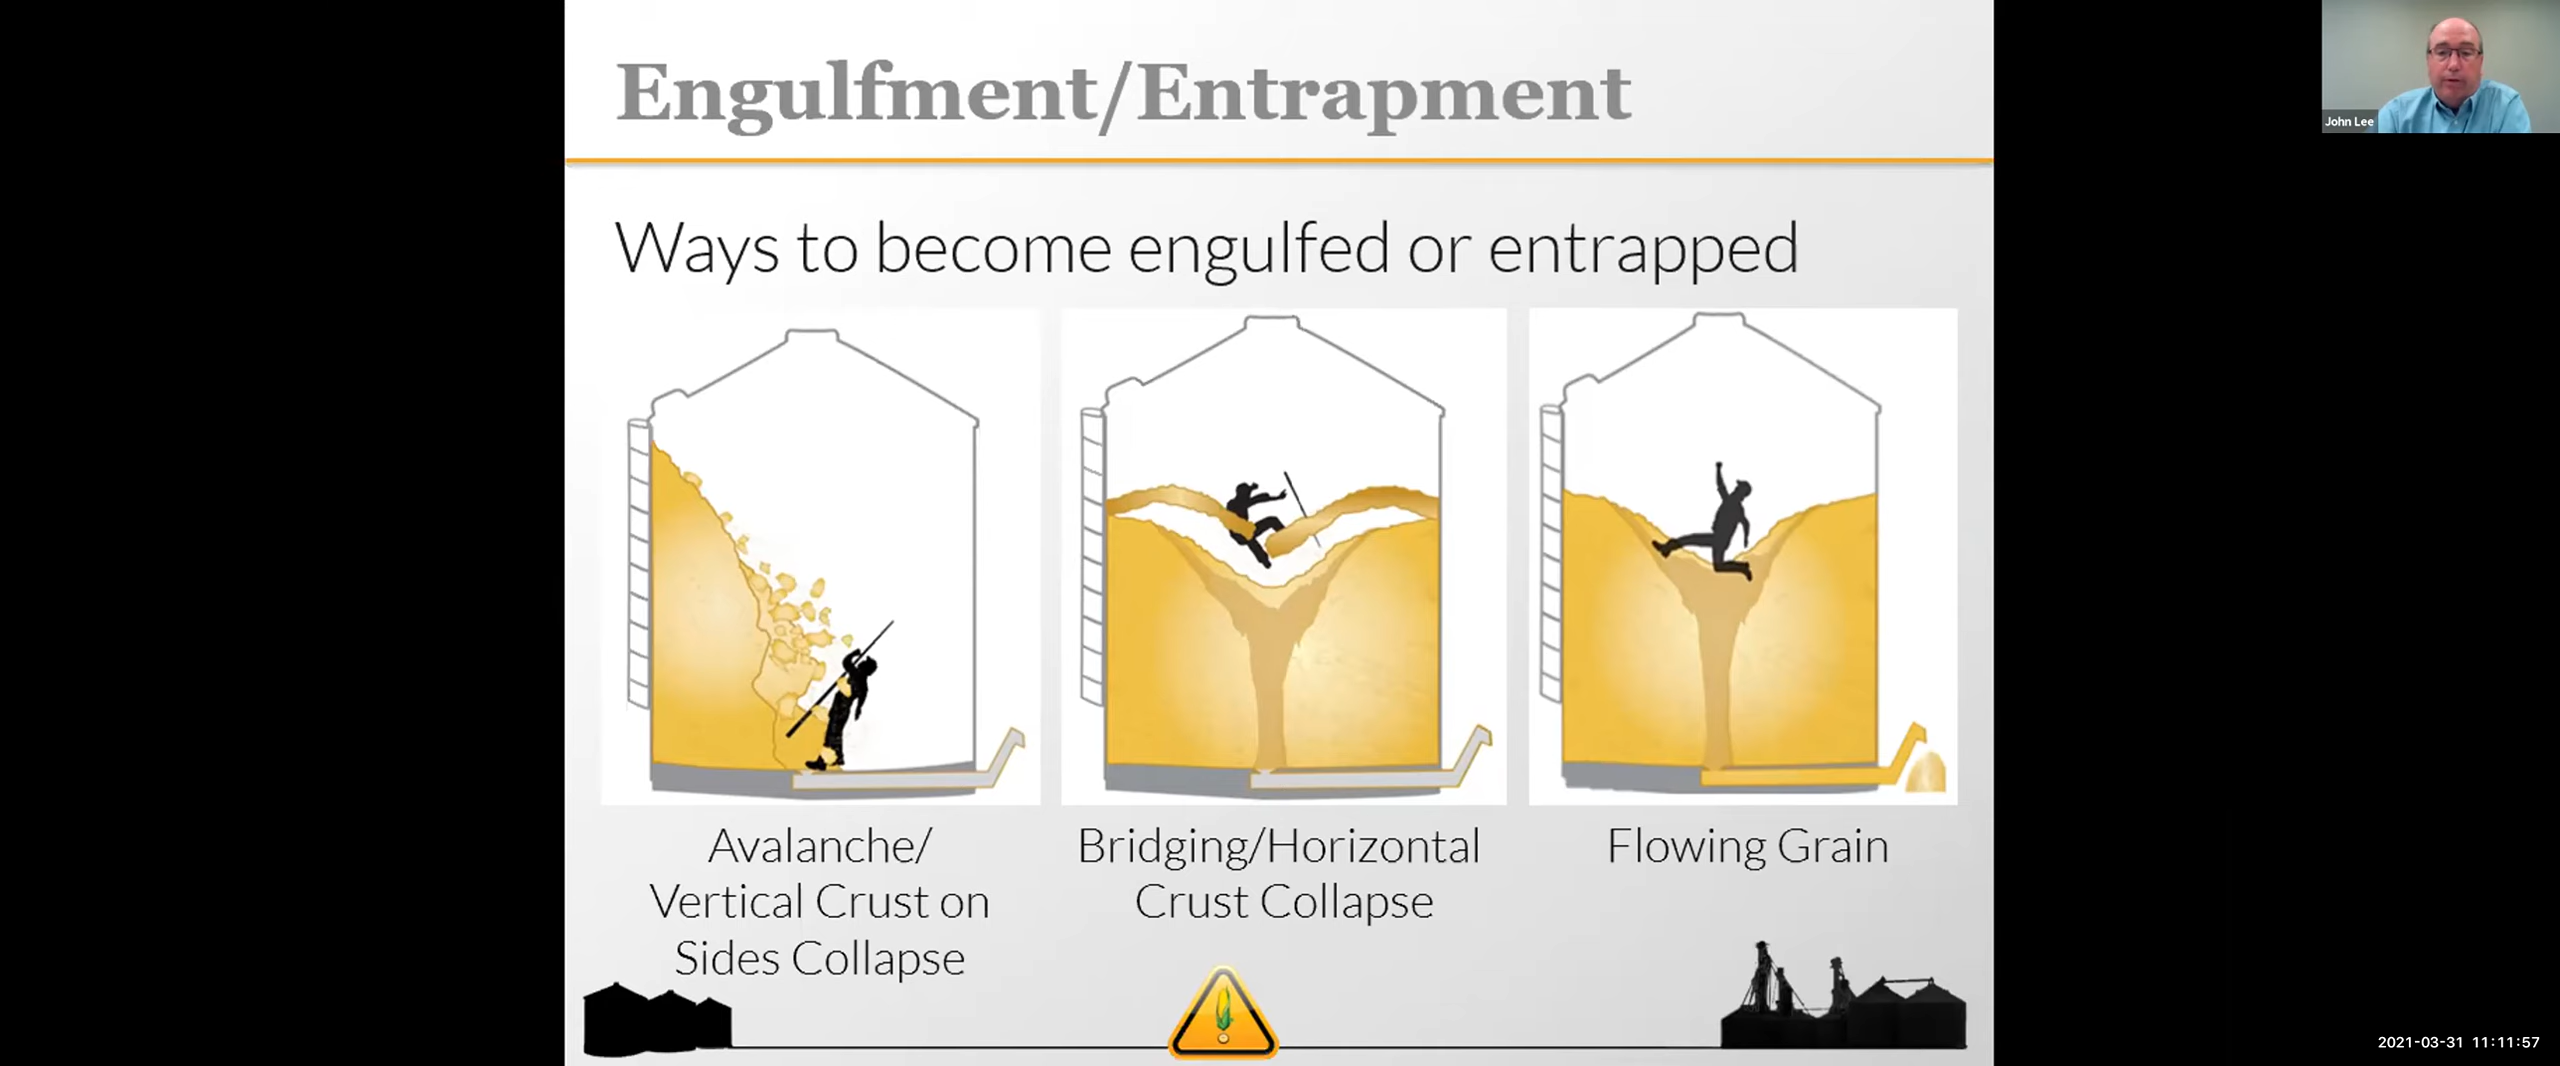 Engulfment/Entrapment
Ways to become engulfed or entrapped
Avalanche/
Vertical Crust on
Sides Collapse
Bridging/Horizontal
Crust Collapse
Flowing Grain
John Lee
2021-03-31 11:11:57